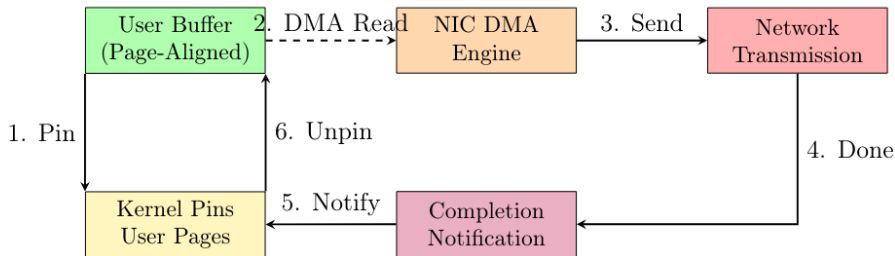 User Buffer
(Page-Aligned)
2. DMA Read
NIC DMA
Engine
3. Send
Network
Transmission
1. Pin
6. Unpin
4. Done
Kernel Pins
User Pages
5. Notify
Completion
Notification